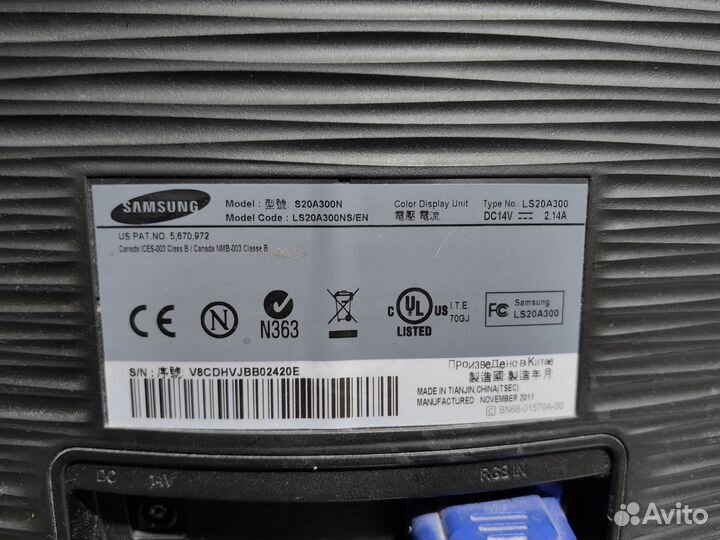 SAMSUNG
Model : 型號: S20A300N
Model Code : LS20A300NS/EN
Color Display Unit
電壓 電流
Type No.: LS20A300
DC14V ⎓ 2.14A
US PAT.NO. 5,670,972
Canada ICES-003 Class B / Canada NMB-003 Classe B
CE
N
N363
C UL US
LISTED
I.T.E.
70GJ
FC
Samsung
LS20A300
S/N : 序號: V8CDHVJBB02420E
ПроизвеДено в Китае
製造國 製造年月
MADE IN TIANJIN,CHINA(TSEC)
MANUFACTURED : NOVEMBER 2011
C BN68-01570A-00
DC 14V
RGB IN
Avito